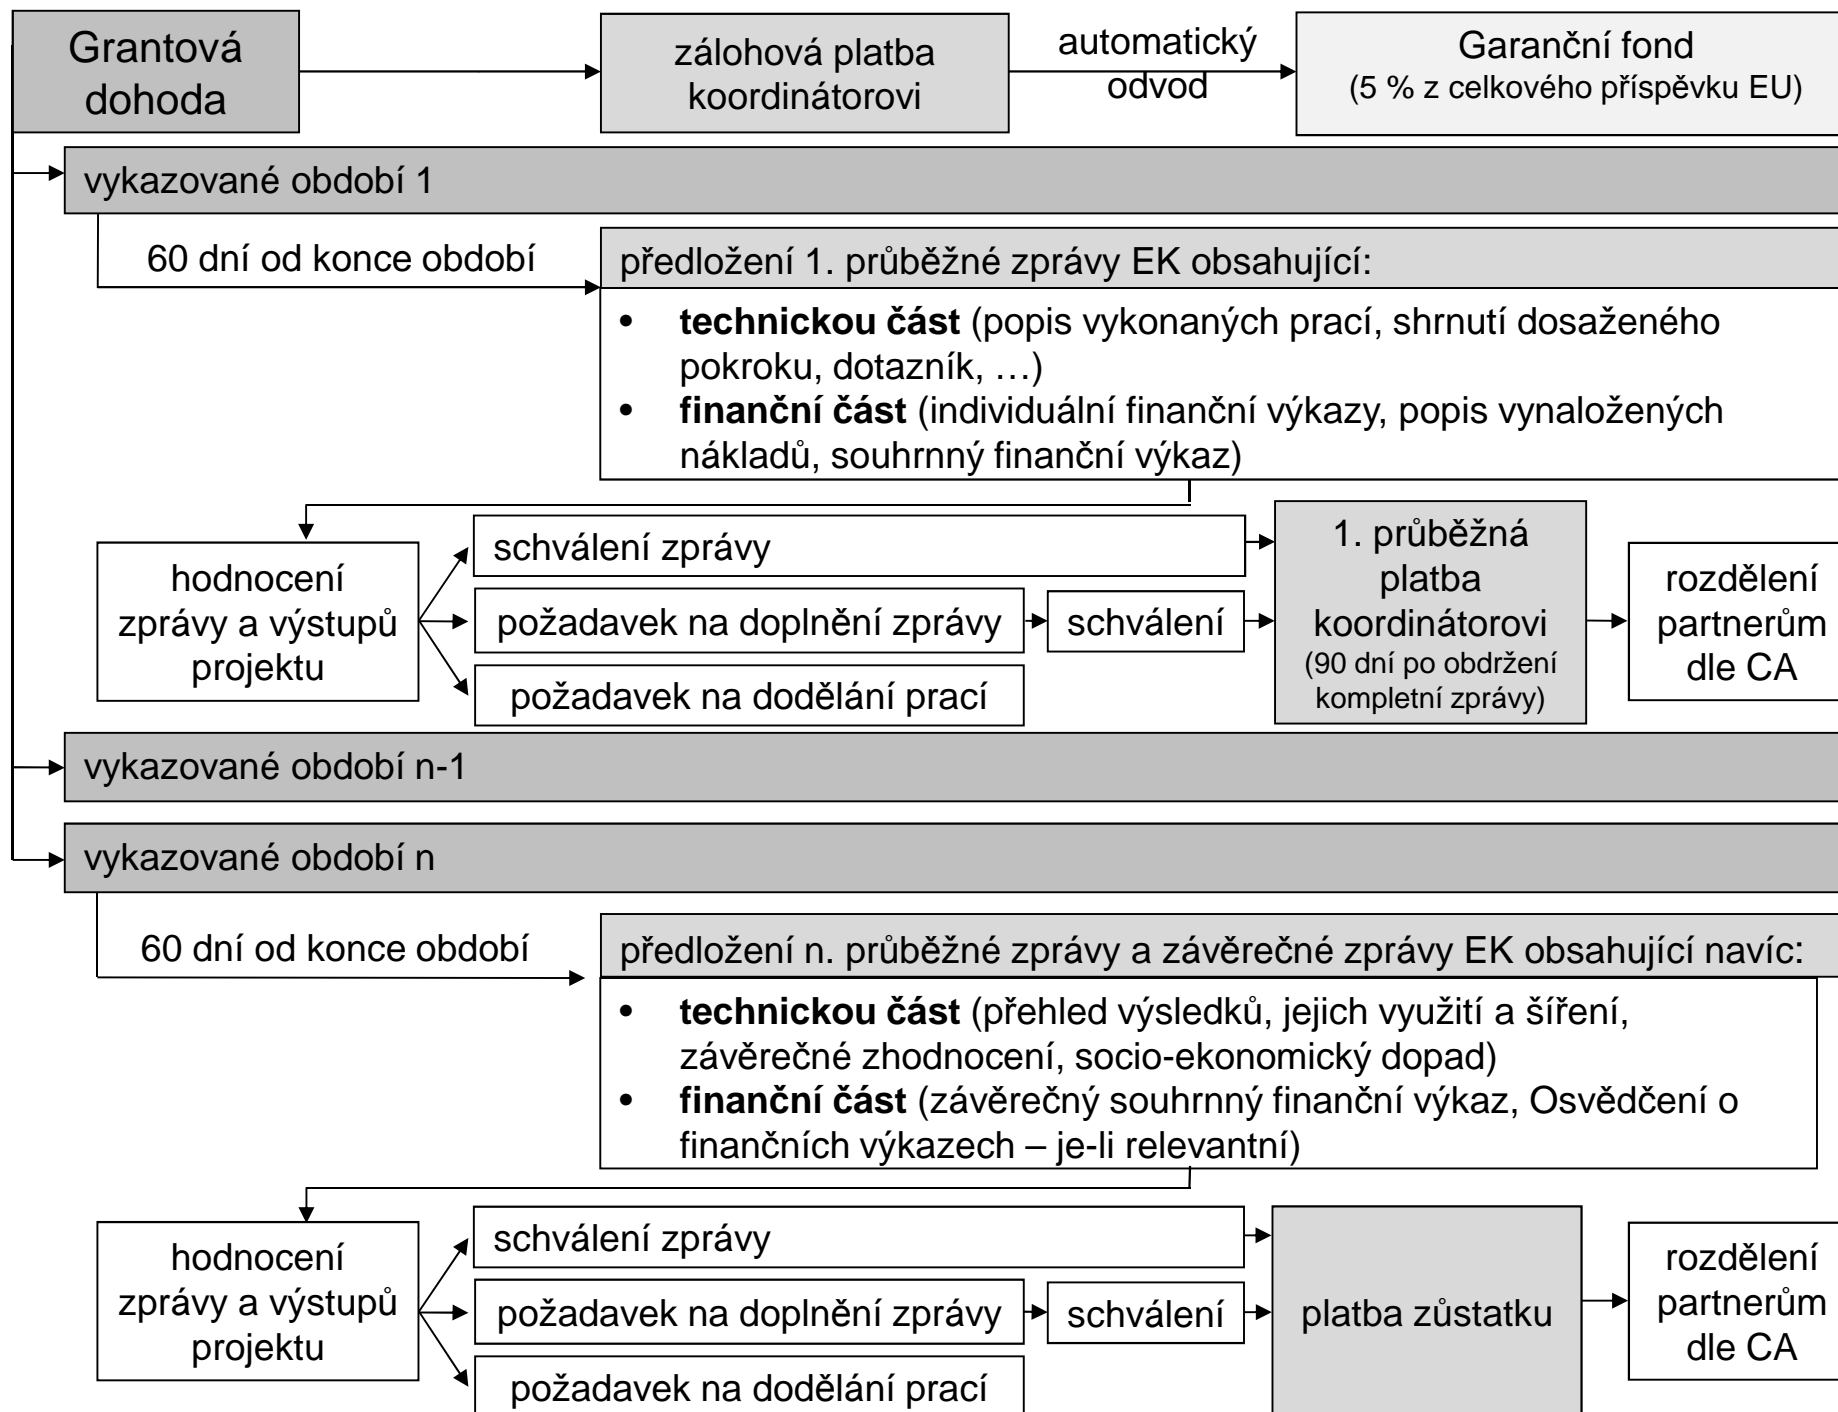 Grantová
dohoda
zálohová platba
koordinátorovi
automatický
odvod
Garanční fond
(5 % z celkového příspěvku EU)
vykazované období 1
60 dní od konce období
předložení 1. průběžné zprávy EK obsahující:
• technickou část (popis vykonaných prací, shrnutí dosaženého
pokroku, dotazník, …)
• finanční část (individuální finanční výkazy, popis vynaložených
nákladů, souhrnný finanční výkaz)
hodnocení
zprávy a výstupů
projektu
schválení zprávy
požadavek na doplnění zprávy
schválení
požadavek na dodělání prací
1. průběžná
platba
koordinátorovi
(90 dní po obdržení
kompletní zprávy)
rozdělení
partnerům
dle CA
vykazované období n-1
vykazované období n
60 dní od konce období
předložení n. průběžné zprávy a závěrečné zprávy EK obsahující navíc:
• technickou část (přehled výsledků, jejich využití a šíření,
závěrečné zhodnocení, socio-ekonomický dopad)
• finanční část (závěrečný souhrnný finanční výkaz, Osvědčení o
finančních výkazech – je-li relevantní)
hodnocení
zprávy a výstupů
projektu
schválení zprávy
požadavek na doplnění zprávy
schválení
požadavek na dodělání prací
platba zůstatku
rozdělení
partnerům
dle CA